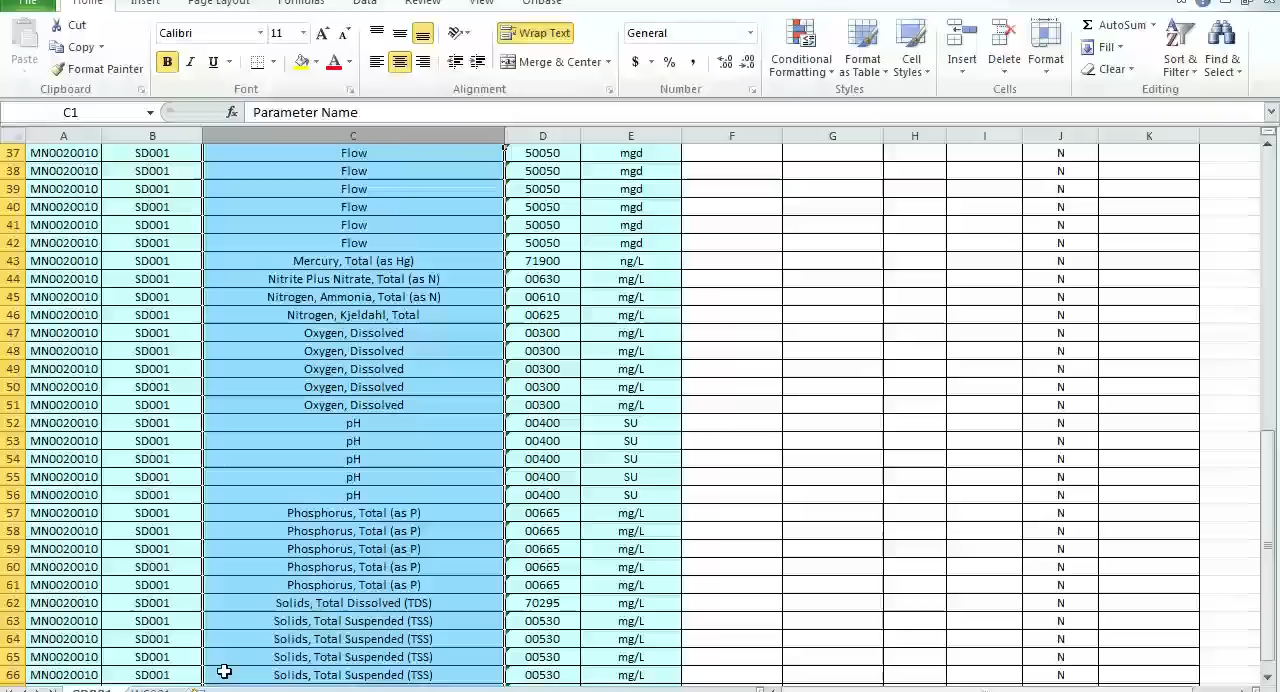 File Home Insert Page Layout Formulas Data Review View OnBase
Paste Cut Copy Format Painter Clipboard
Calibri 11 B I U A A A Font
Wrap Text Merge & Center Alignment
General $ % , .00 .0 Number
Conditional Formatting Format as Table Cell Styles Styles
Insert Delete Format Cells
Σ AutoSum Fill Clear Sort & Filter Find & Select Editing
C1 fx Parameter Name
A B C D E F G H I J K
37 MN0020010 SD001 Flow 50050 mgd N
38 MN0020010 SD001 Flow 50050 mgd N
39 MN0020010 SD001 Flow 50050 mgd N
40 MN0020010 SD001 Flow 50050 mgd N
41 MN0020010 SD001 Flow 50050 mgd N
42 MN0020010 SD001 Flow 50050 mgd N
43 MN0020010 SD001 Mercury, Total (as Hg) 71900 ng/L N
44 MN0020010 SD001 Nitrite Plus Nitrate, Total (as N) 00630 mg/L N
45 MN0020010 SD001 Nitrogen, Ammonia, Total (as N) 00610 mg/L N
46 MN0020010 SD001 Nitrogen, Kjeldahl, Total 00625 mg/L N
47 MN0020010 SD001 Oxygen, Dissolved 00300 mg/L N
48 MN0020010 SD001 Oxygen, Dissolved 00300 mg/L N
49 MN0020010 SD001 Oxygen, Dissolved 00300 mg/L N
50 MN0020010 SD001 Oxygen, Dissolved 00300 mg/L N
51 MN0020010 SD001 Oxygen, Dissolved 00300 mg/L N
52 MN0020010 SD001 pH 00400 SU N
53 MN0020010 SD001 pH 00400 SU N
54 MN0020010 SD001 pH 00400 SU N
55 MN0020010 SD001 pH 00400 SU N
56 MN0020010 SD001 pH 00400 SU N
57 MN0020010 SD001 Phosphorus, Total (as P) 00665 mg/L N
58 MN0020010 SD001 Phosphorus, Total (as P) 00665 mg/L N
59 MN0020010 SD001 Phosphorus, Total (as P) 00665 mg/L N
60 MN0020010 SD001 Phosphorus, Total (as P) 00665 mg/L N
61 MN0020010 SD001 Phosphorus, Total (as P) 00665 mg/L N
62 MN0020010 SD001 Solids, Total Dissolved (TDS) 70295 mg/L N
63 MN0020010 SD001 Solids, Total Suspended (TSS) 00530 mg/L N
64 MN0020010 SD001 Solids, Total Suspended (TSS) 00530 mg/L N
65 MN0020010 SD001 Solids, Total Suspended (TSS) 00530 mg/L N
66 MN0020010 SD001 Solids, Total Suspended (TSS) 00530 mg/L N
SD001